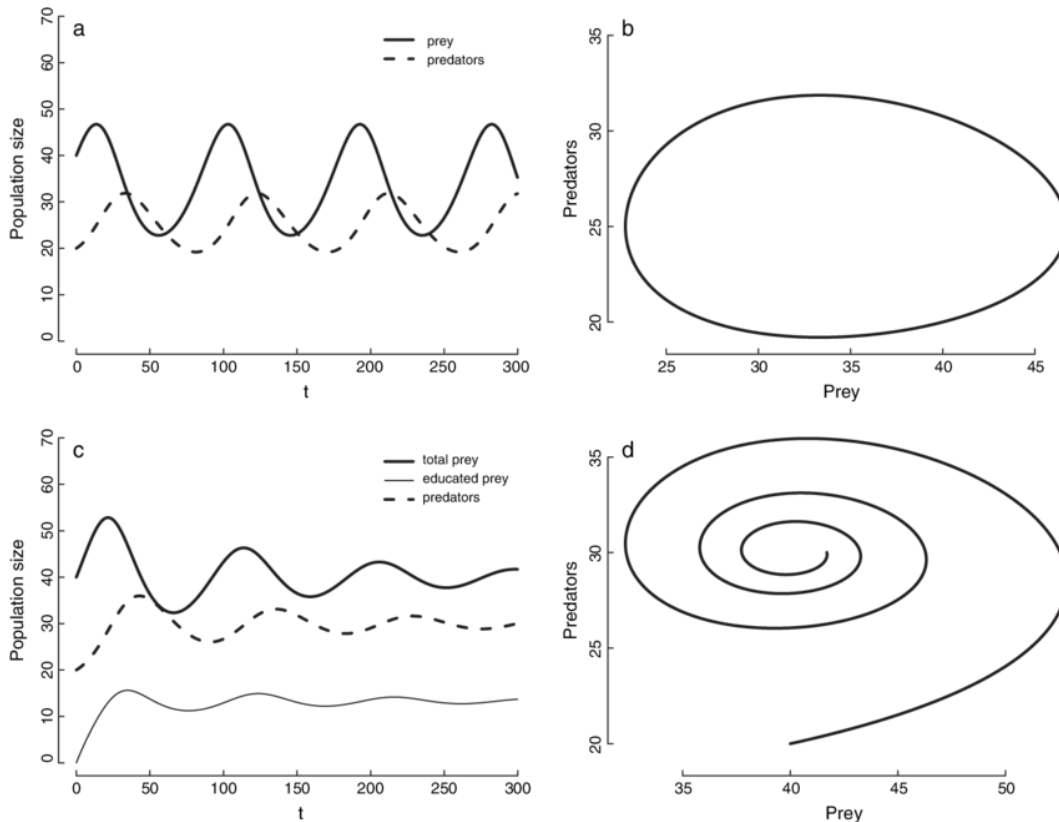 a
prey
predators
Population size
70
60
50
40
30
20
10
0
0 50 100 150 200 250 300
t
b
Predators
35
30
25
20
25 30 35 40 45
Prey
c
total prey
educated prey
predators
Population size
70
60
50
40
30
20
10
0
0 50 100 150 200 250 300
t
d
Predators
35
30
25
20
35 40 45 50
Prey